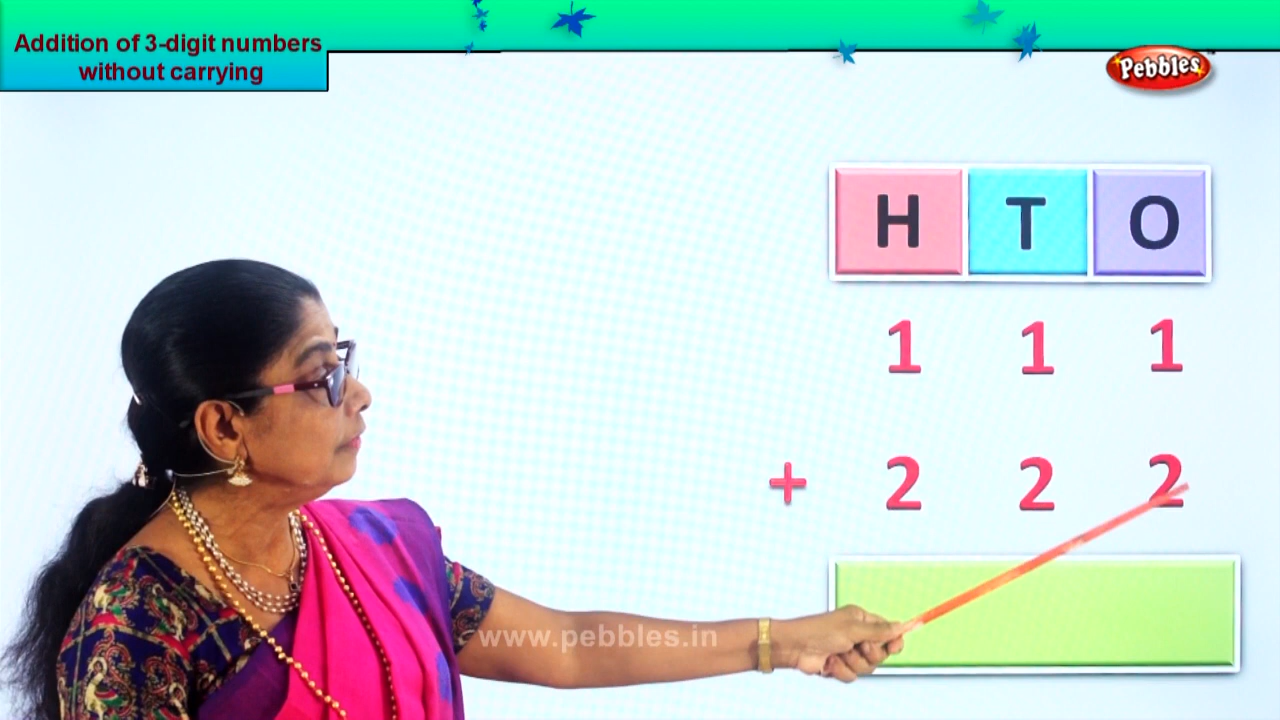 Addition of 3-digit numbers
without carrying
Pebbles
H T O
1 1 1
+ 2 2 2
www.pebbles.in